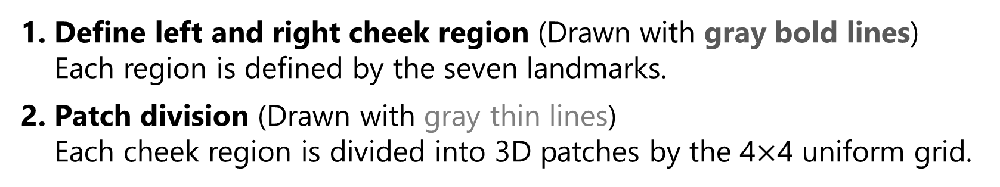 1. Define left and right cheek region (Drawn with gray bold lines)
Each region is defined by the seven landmarks.
2. Patch division (Drawn with gray thin lines)
Each cheek region is divided into 3D patches by the 4×4 uniform grid.